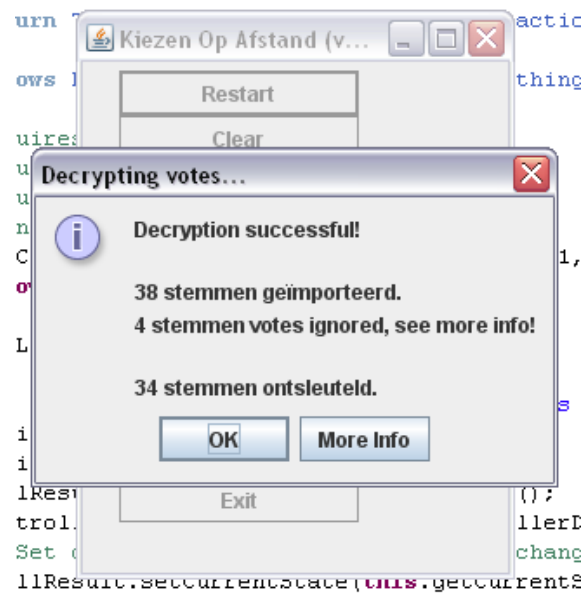 urn
actic
Kiezen Op Afstand (v...
ows
thing
Restart
uires
Clear
Decrypting votes...
Decryption successful!
38 stemmen geïmporteerd.
4 stemmen votes ignored, see more info!
34 stemmen ontsleuteld.
OK
More Info
Exit
llResu
();
trol
llerD
Set
chang
llResult.setCurrentState(this.getCurrentS